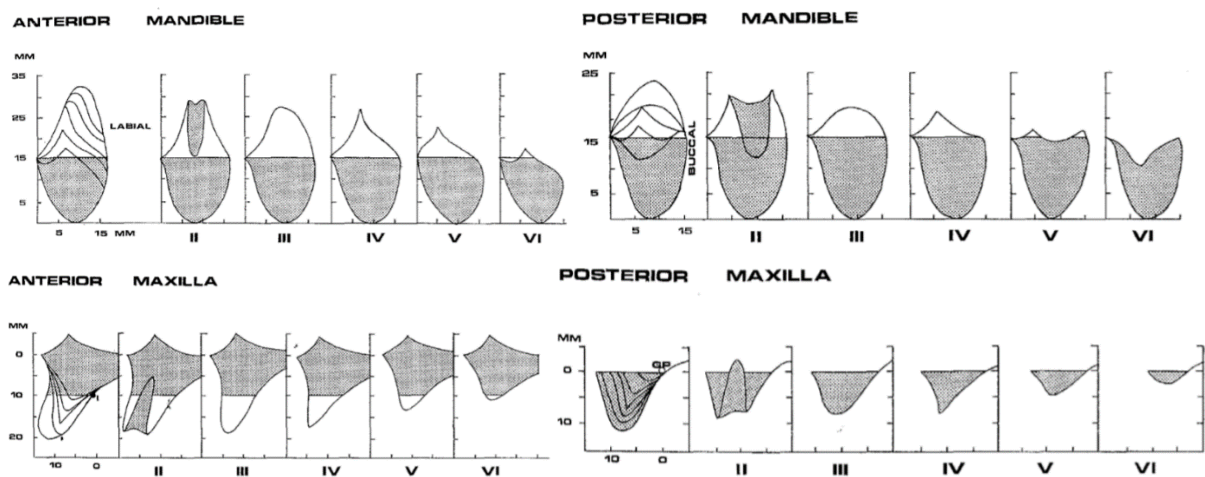 ANTERIOR MANDIBLE
MM
35
25
15
5
LABIAL
5 15 MM
II III IV V VI
POSTERIOR MANDIBLE
MM
25
15
5
BUCCAL
5 15
II III IV V VI
ANTERIOR MAXILLA
MM
0
10
20
I
10 0
II III IV V VI
POSTERIOR MAXILLA
MM
0
10
GP
10 0
II III IV V VI